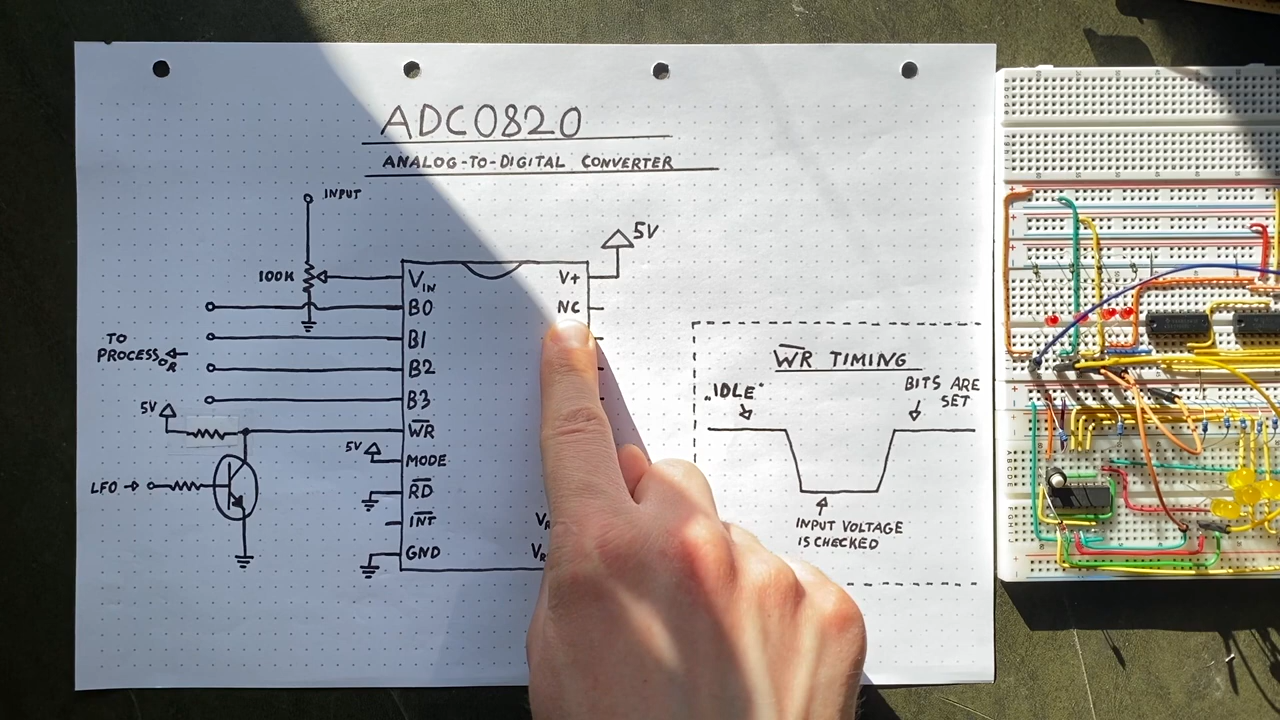 ADC0820
ANALOG-TO-DIGITAL CONVERTER
INPUT
5V
100K
VIN
V+
B0
NC
TO
PROCESSOR
B1
B2
B3
5V
WR
5V
MODE
LFO
RD
INT
GND
WR TIMING
„IDLE"
BITS ARE
SET
INPUT VOLTAGE
IS CHECKED